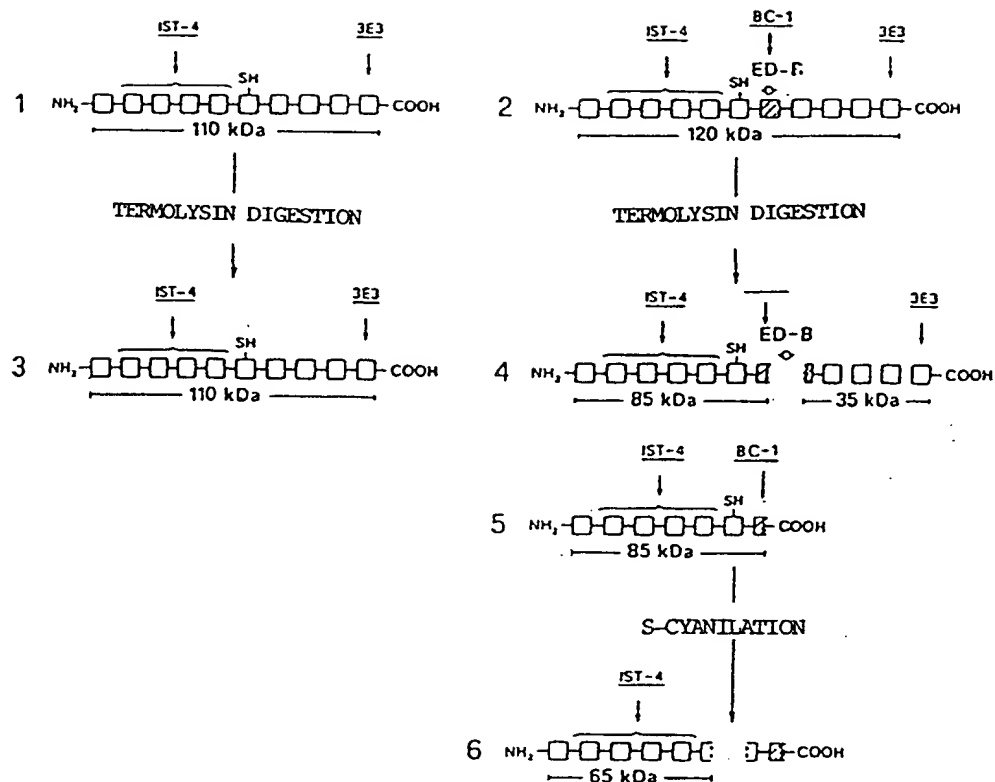 IST-4 3E3
SH
1 NH₂ COOH
110 kDa
TERMOLYSIN DIGESTION
IST-4 3E3
SH
3 NH₂ COOH
110 kDa
BC-1
IST-4 3E3
ED-
SH
2 NH₂ COOH
120 kDa
TERMOLYSIN DIGESTION
IST-4 3E3
ED-B
SH
4 NH₂ COOH
85 kDa 35 kDa
IST-4 BC-1
SH
5 NH₂ COOH
85 kDa
S-CYANILATION
IST-4
6 NH₂ COOH
65 kDa